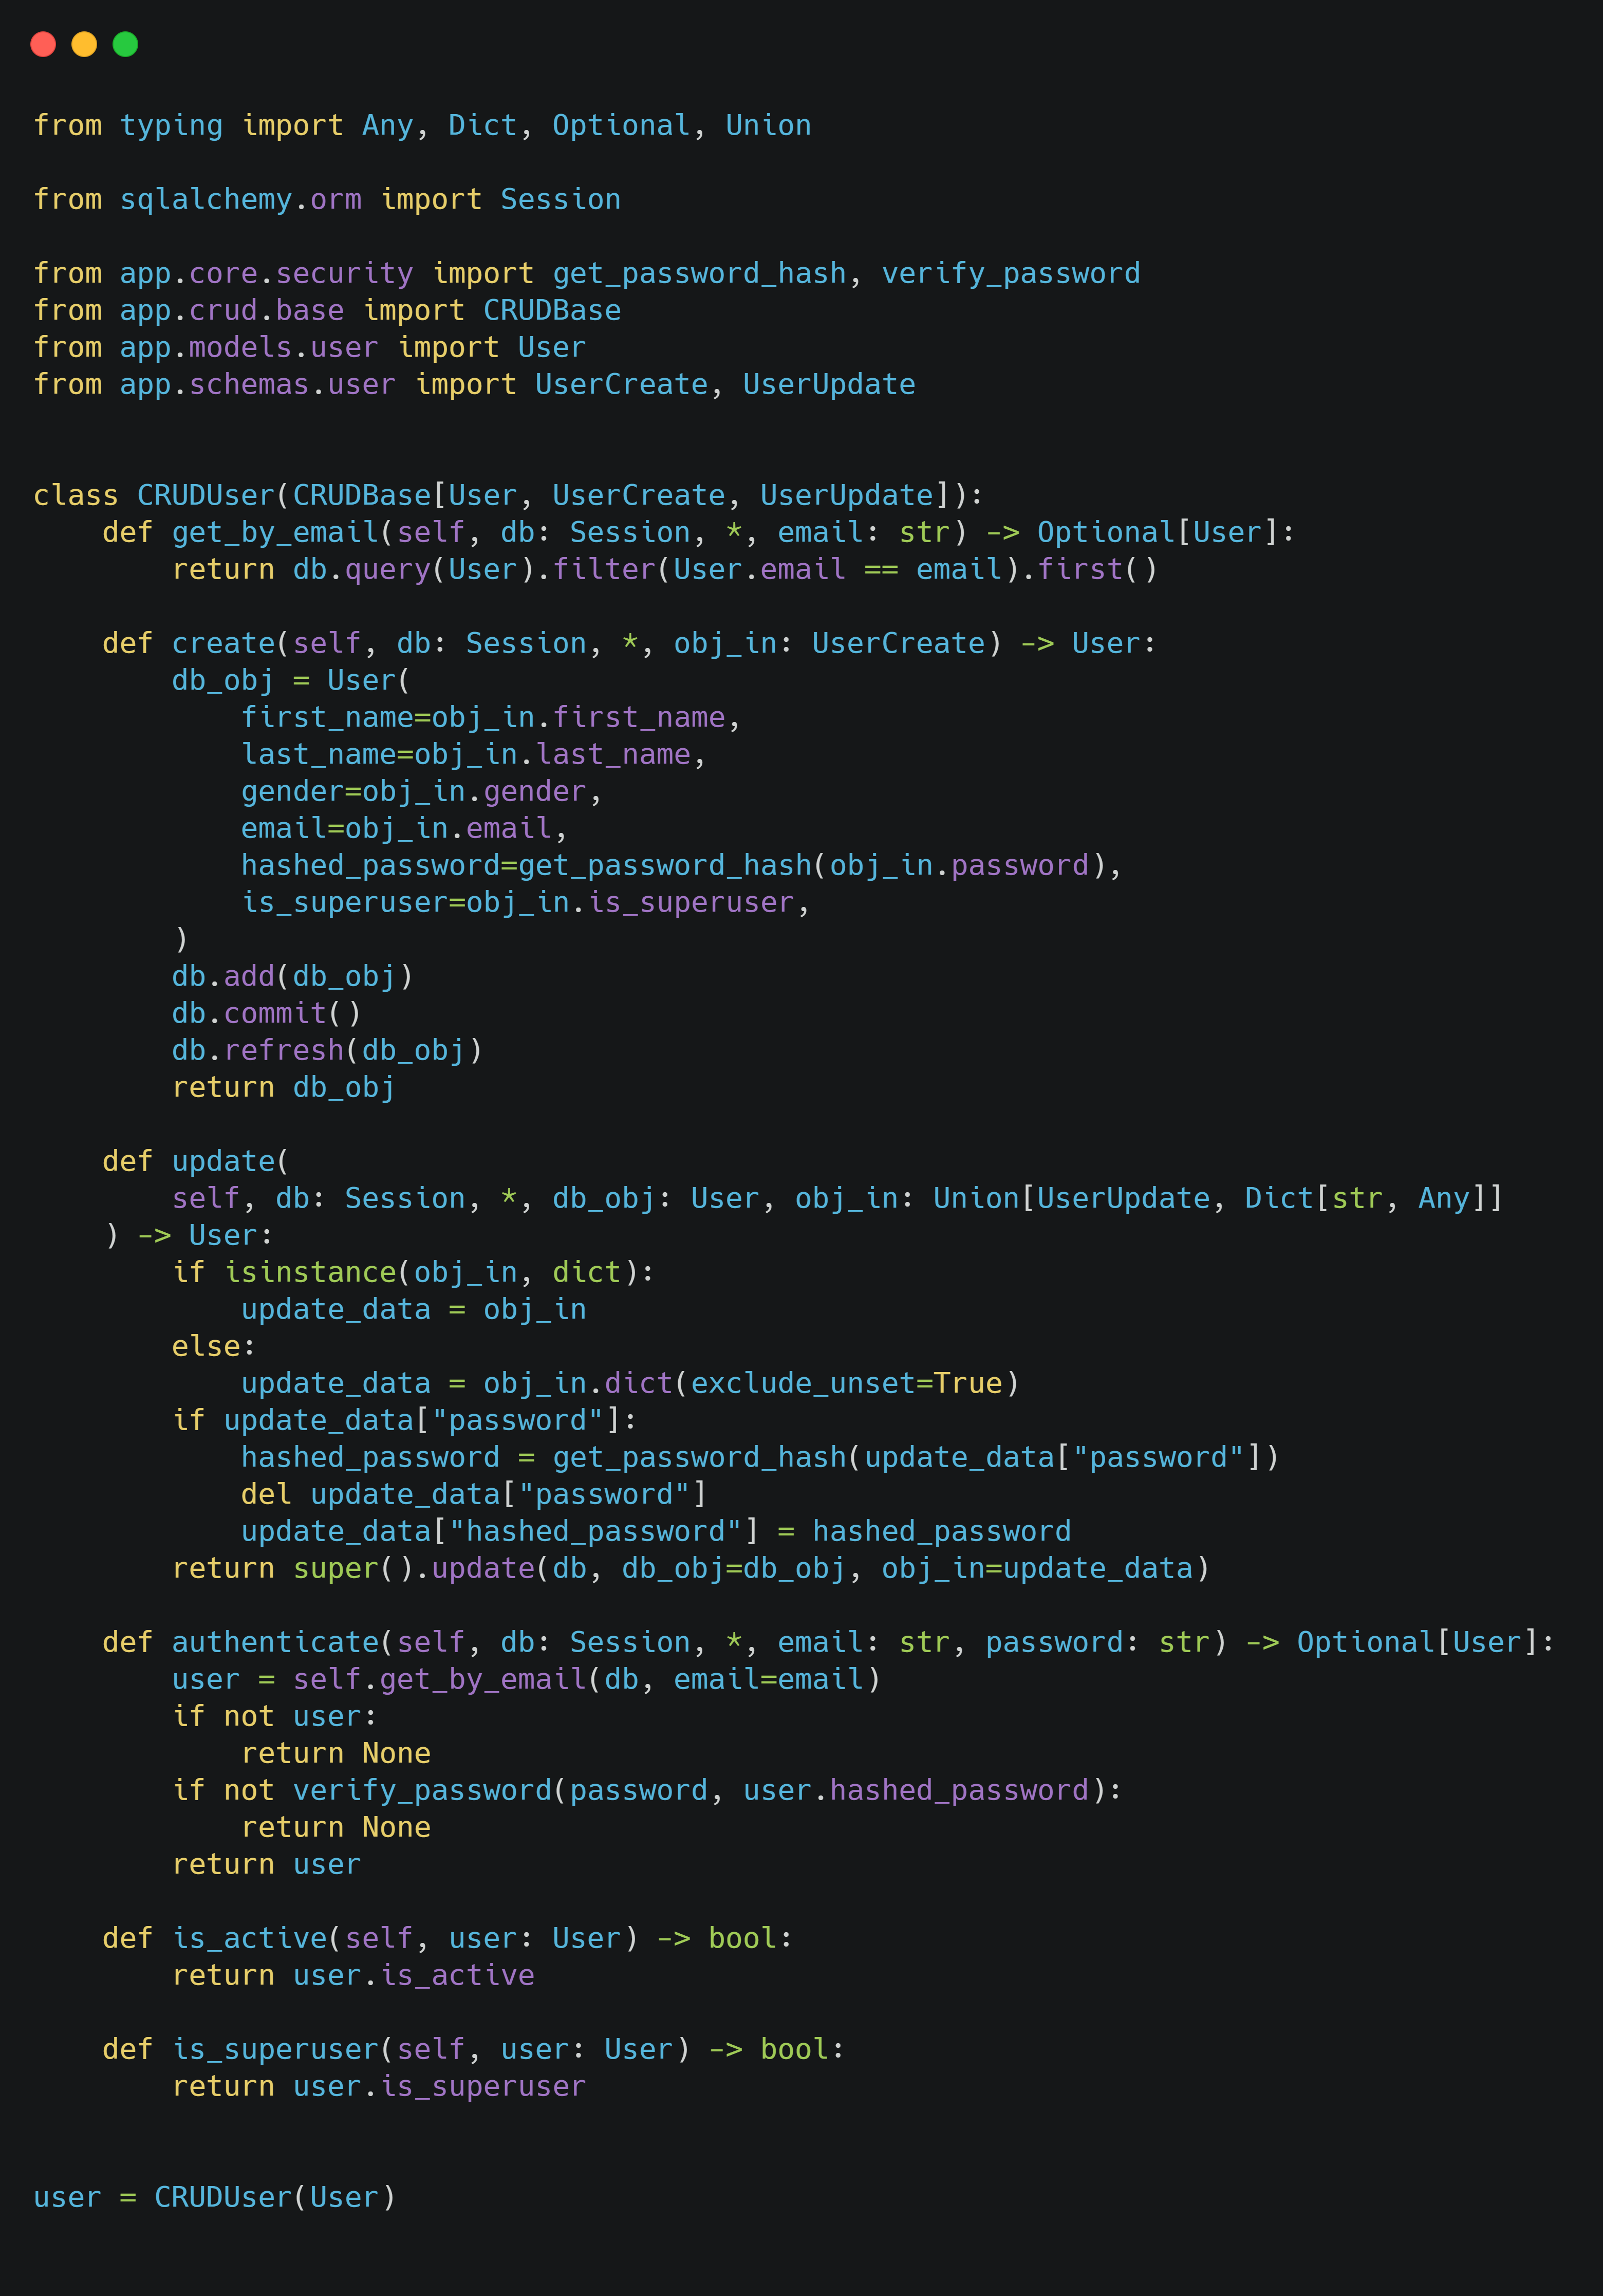 from typing import Any, Dict, Optional, Union

from sqlalchemy.orm import Session

from app.core.security import get_password_hash, verify_password
from app.crud.base import CRUDBase
from app.models.user import User
from app.schemas.user import UserCreate, UserUpdate


class CRUDUser(CRUDBase[User, UserCreate, UserUpdate]):
    def get_by_email(self, db: Session, *, email: str) -> Optional[User]:
        return db.query(User).filter(User.email == email).first()

    def create(self, db: Session, *, obj_in: UserCreate) -> User:
        db_obj = User(
            first_name=obj_in.first_name,
            last_name=obj_in.last_name,
            gender=obj_in.gender,
            email=obj_in.email,
            hashed_password=get_password_hash(obj_in.password),
            is_superuser=obj_in.is_superuser,
        )
        db.add(db_obj)
        db.commit()
        db.refresh(db_obj)
        return db_obj

    def update(
        self, db: Session, *, db_obj: User, obj_in: Union[UserUpdate, Dict[str, Any]]
    ) -> User:
        if isinstance(obj_in, dict):
            update_data = obj_in
        else:
            update_data = obj_in.dict(exclude_unset=True)
        if update_data["password"]:
            hashed_password = get_password_hash(update_data["password"])
            del update_data["password"]
            update_data["hashed_password"] = hashed_password
        return super().update(db, db_obj=db_obj, obj_in=update_data)

    def authenticate(self, db: Session, *, email: str, password: str) -> Optional[User]:
        user = self.get_by_email(db, email=email)
        if not user:
            return None
        if not verify_password(password, user.hashed_password):
            return None
        return user

    def is_active(self, user: User) -> bool:
        return user.is_active

    def is_superuser(self, user: User) -> bool:
        return user.is_superuser


user = CRUDUser(User)